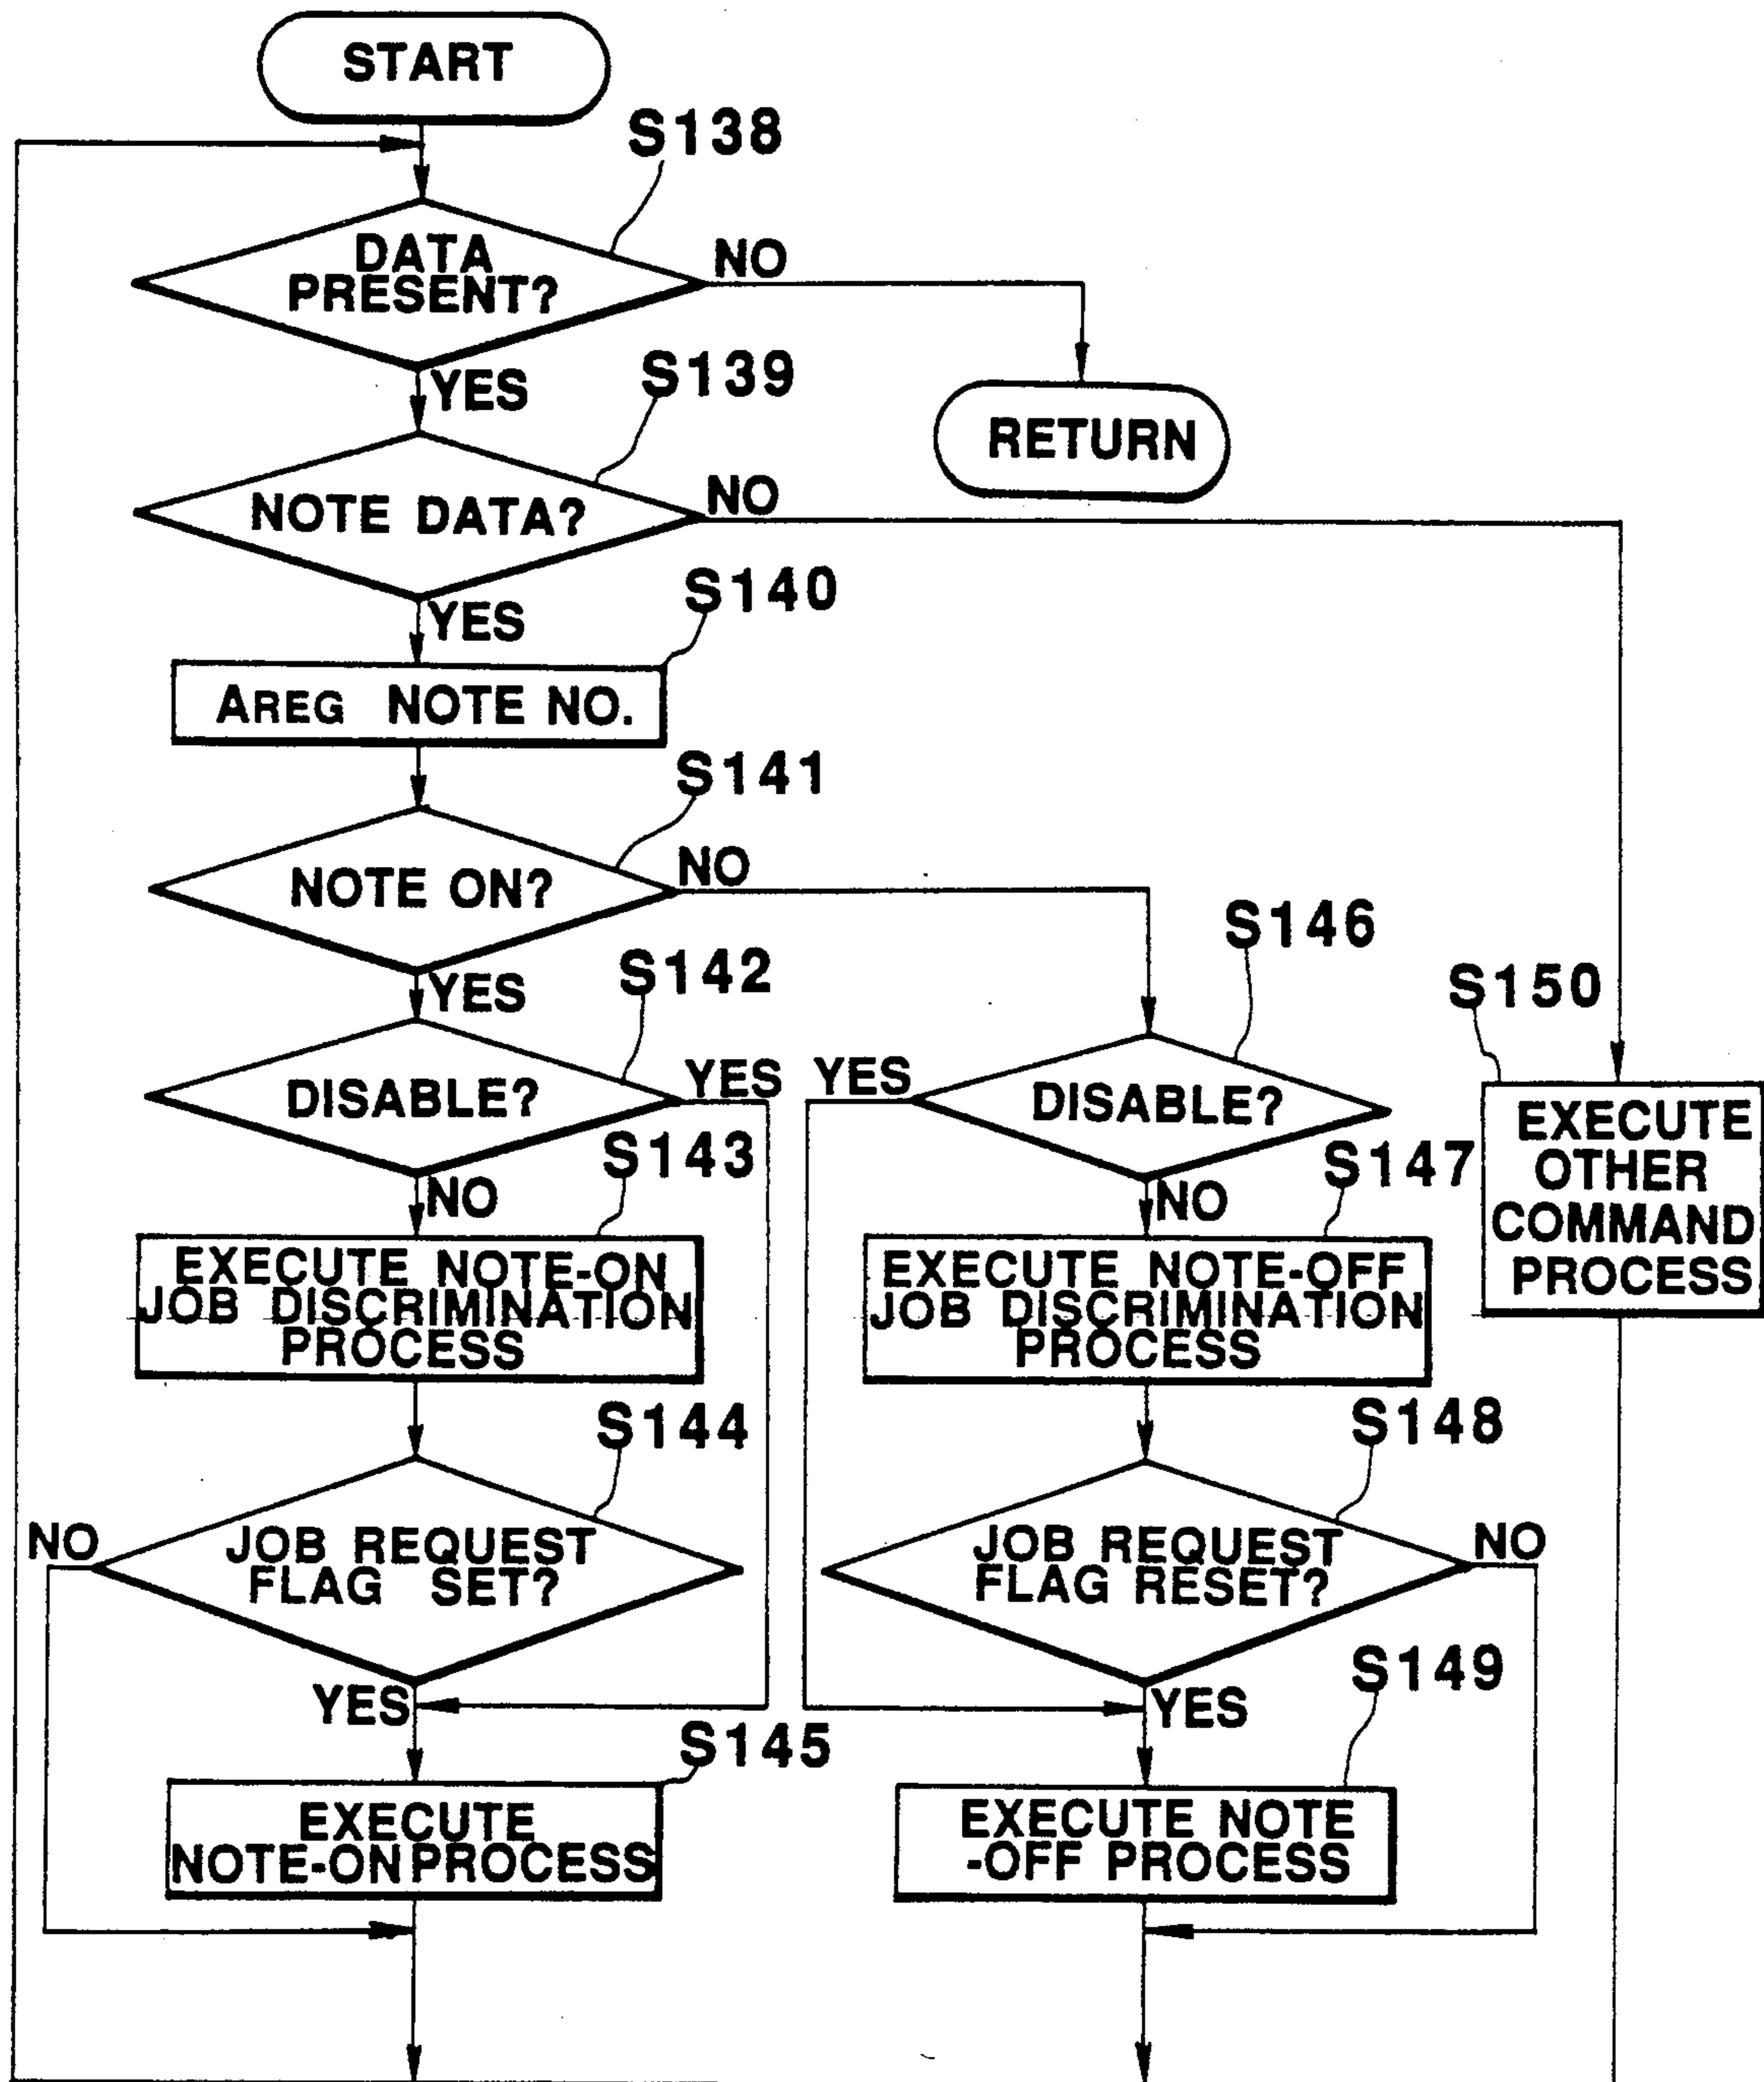 START
S138
DATA
PRESENT?
NO
YES
S139
RETURN
NOTE DATA?
NO
YES
S140
AREG NOTE NO.
S141
NOTE ON?
NO
YES
S142
S146
S150
DISABLE?
YES
YES
DISABLE?
NO
S143
NO
S147
EXECUTE
OTHER
COMMAND
PROCESS
EXECUTE NOTE-ON
JOB DISCRIMINATION
PROCESS
EXECUTE NOTE-OFF
JOB DISCRIMINATION
PROCESS
S144
S148
NO
JOB REQUEST
FLAG SET?
JOB REQUEST
FLAG RESET?
NO
YES
YES
S145
S149
EXECUTE
NOTE-ON PROCESS
EXECUTE NOTE
-OFF PROCESS